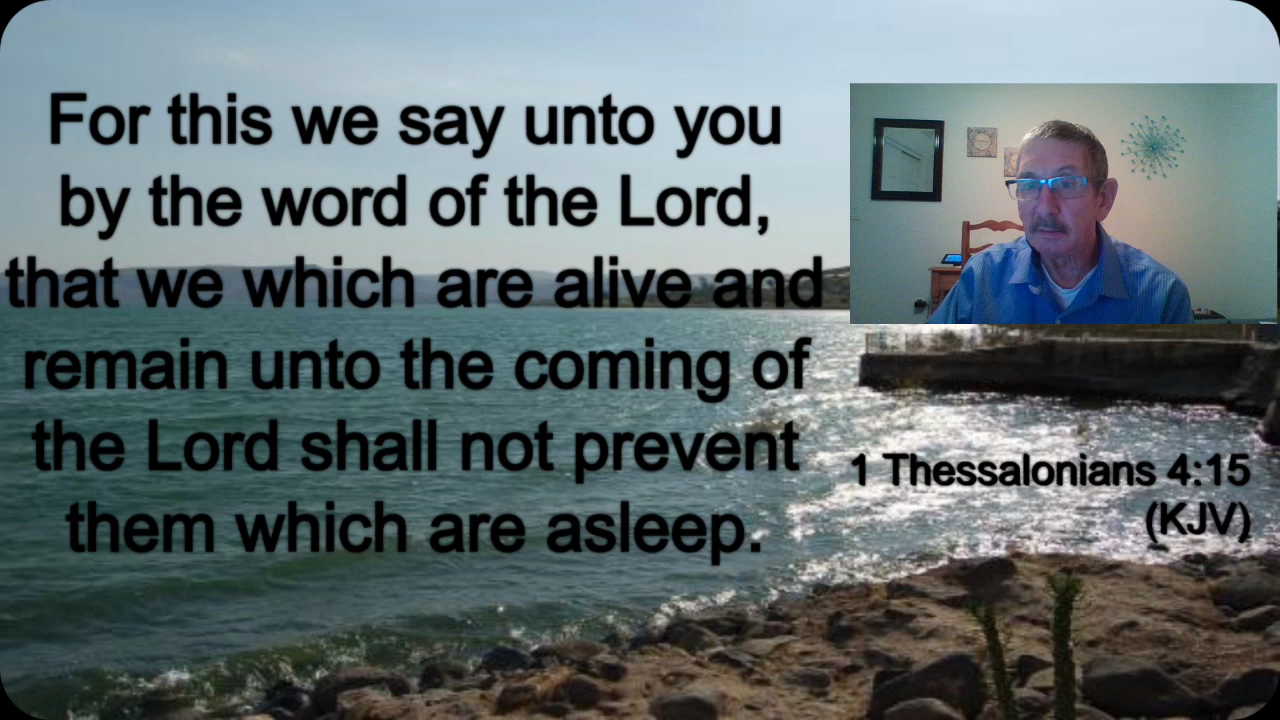 For this we say unto you
by the word of the Lord,
that we which are alive and
remain unto the coming of
the Lord shall not prevent
them which are asleep.
1 Thessalonians 4:15
(KJV)